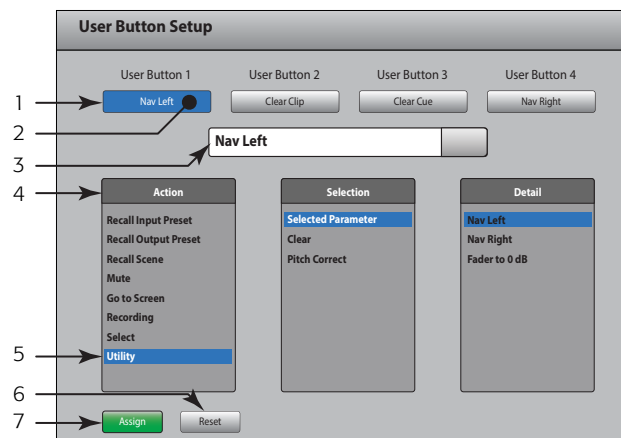 User Button Setup
User Button 1 User Button 2 User Button 3 User Button 4
1 Nav Left Clear Clip Clear Cue Nav Right
2
Nav Left
3
4 Action Selection Detail
Recall Input Preset Selected Parameter Nav Left
Recall Output Preset Clear Nav Right
Recall Scene Pitch Correct Fader to 0 dB
Mute
Go to Screen
Recording
Select
5 Utility
6
7 Assign Reset